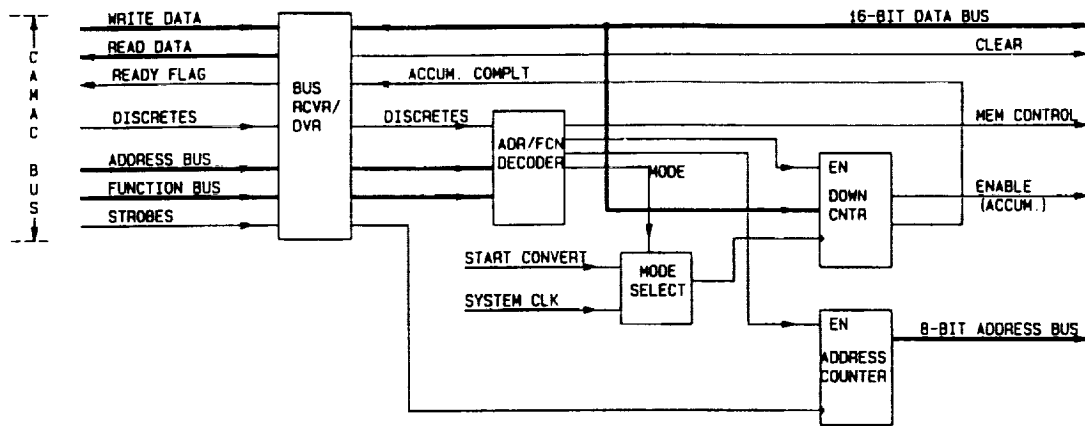 CAMAC BUS
WRITE DATA
READ DATA
READY FLAG
DISCRETES
ADDRESS BUS
FUNCTION BUS
STROBES
BUS
RCVR/
DVR
16-BIT DATA BUS
CLEAR
ACCUM. COMPLT
DISCRETES
ADR/FCN
DECODER
MEM CONTROL
MODE
EN
DOWN
CNTR
ENABLE
(ACCUM.)
START CONVERT
SYSTEM CLK
MODE
SELECT
EN
ADDRESS
COUNTER
8-BIT ADDRESS BUS